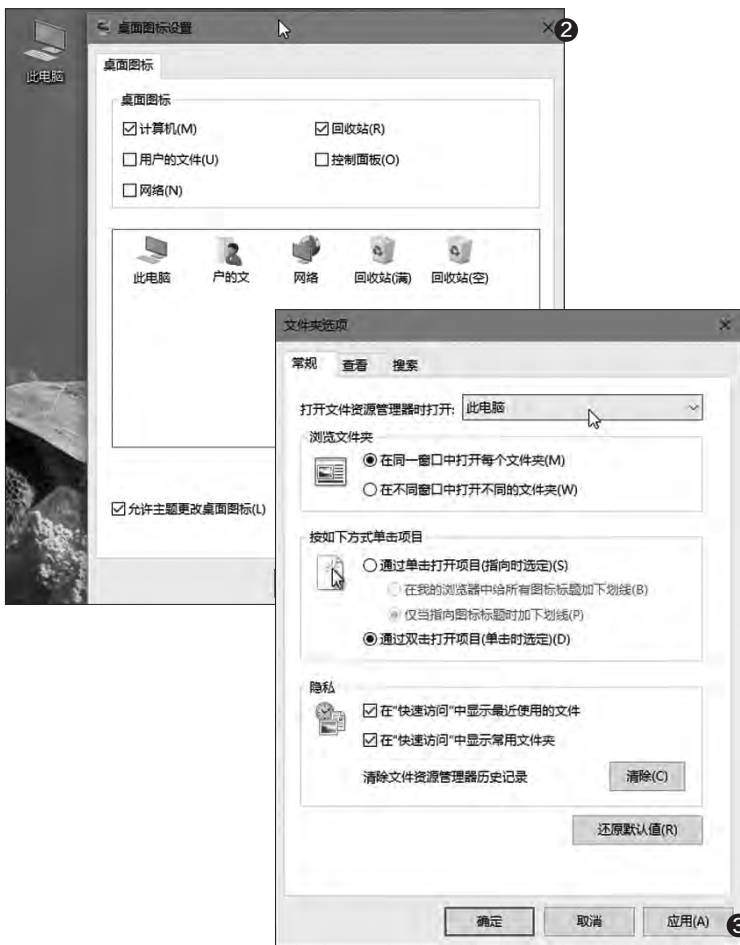 桌面图标设置
❷
此电脑
桌面图标
桌面图标
计算机(M)
回收站(R)
用户的文件(U)
控制面板(O)
网络(N)
此电脑
户的文
网络
回收站(满)
回收站(空)
允许主题更改桌面图标(L)
文件夹选项
常规
查看
搜索
打开文件资源管理器时打开:
此电脑
浏览文件夹
在同一窗口中打开每个文件夹(M)
在不同窗口中打开不同的文件夹(W)
按如下方式单击项目
通过单击打开项目(指向时选定)(S)
在我的浏览器中给所有图标标题加下划线(B)
仅当指向图标标题时加下划线(P)
通过双击打开项目(单击时选定)(D)
隐私
在"快速访问"中显示最近使用的文件
在"快速访问"中显示常用文件夹
清除文件资源管理器历史记录
清除(C)
还原默认值(R)
确定
取消
应用(A)
❸